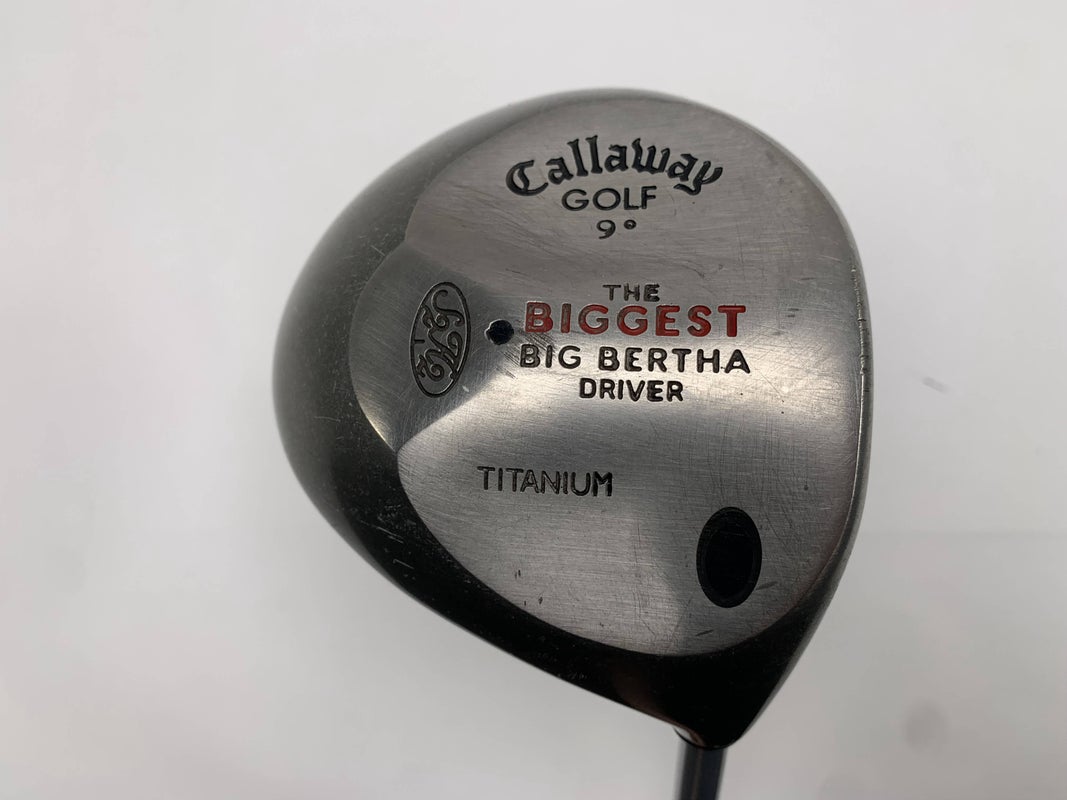 Callaway
GOLF
9°
THE
BIGGEST
BIG BERTHA
DRIVER
TITANIUM